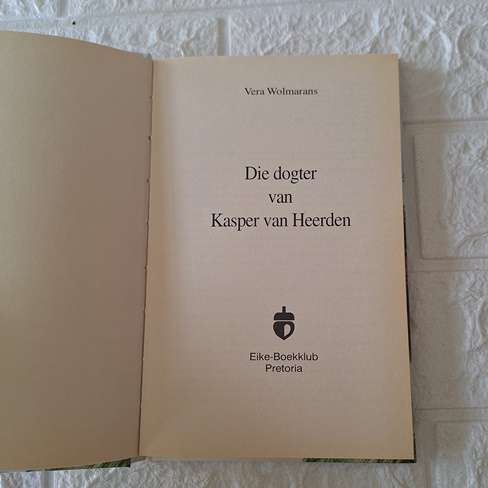 Vera Wolmarans
Die dogter
van
Kasper van Heerden
Eike-Boekklub
Pretoria